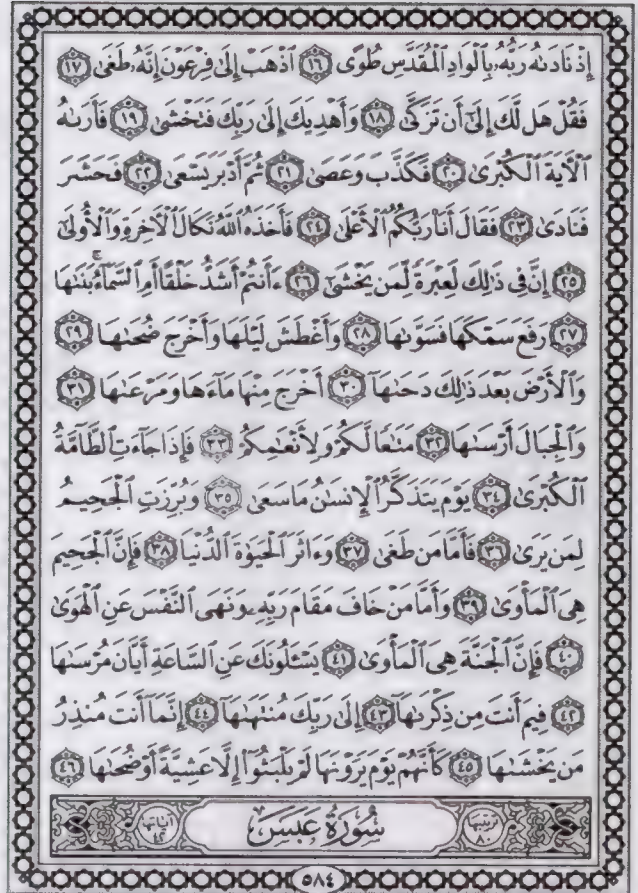 إِذْ نَادَىٰهُ رَبُّهُۥ بِٱلْوَادِ ٱلْمُقَدَّسِ طُوًى ١٦ ٱذْهَبْ إِلَىٰ فِرْعَوْنَ إِنَّهُۥ طَغَىٰ ١٧
فَقُلْ هَل لَّكَ إِلَىٰٓ أَن تَزَكَّىٰ ١٨ وَأَهْدِيَكَ إِلَىٰ رَبِّكَ فَتَخْشَىٰ ١٩ فَأَرَىٰهُ
ٱلْأٓيَةَ ٱلْكُبْرَىٰ ٢٠ فَكَذَّبَ وَعَصَىٰ ٢١ ثُمَّ أَدْبَرَ يَسْعَىٰ ٢٢ فَحَشَرَ
فَنَادَىٰ ٢٣ فَقَالَ أَنَا۠ رَبُّكُمُ ٱلْأَعْلَىٰ ٢٤ فَأَخَذَهُ ٱللَّهُ نَكَالَ ٱلْأٓخِرَةِ وَٱلْأُولَىٰٓ
٢٥ إِنَّ فِى ذَٰلِكَ لَعِبْرَةً لِّمَن يَخْشَىٰٓ ٢٦ ءَأَنتُمْ أَشَدُّ خَلْقًا أَمِ ٱلسَّمَآءُ ۚ بَنَىٰهَا
٢٧ رَفَعَ سَمْكَهَا فَسَوَّىٰهَا ٢٨ وَأَغْطَشَ لَيْلَهَا وَأَخْرَجَ ضُحَىٰهَا ٢٩
وَٱلْأَرْضَ بَعْدَ ذَٰلِكَ دَحَىٰهَآ ٣٠ أَخْرَجَ مِنْهَا مَآءَهَا وَمَرْعَىٰهَا ٣١
وَٱلْجِبَالَ أَرْسَىٰهَا ٣٢ مَتَٰعًا لَّكُمْ وَلِأَنْعَٰمِكُمْ ٣٣ فَإِذَا جَآءَتِ ٱلطَّآمَّةُ
ٱلْكُبْرَىٰ ٣٤ يَوْمَ يَتَذَكَّرُ ٱلْإِنسَٰنُ مَا سَعَىٰ ٣٥ وَبُرِّزَتِ ٱلْجَحِيمُ
لِمَن يَرَىٰ ٣٦ فَأَمَّا مَن طَغَىٰ ٣٧ وَءَاثَرَ ٱلْحَيَوٰةَ ٱلدُّنْيَا ٣٨ فَإِنَّ ٱلْجَحِيمَ
هِىَ ٱلْمَأْوَىٰ ٣٩ وَأَمَّا مَنْ خَافَ مَقَامَ رَبِّهِۦ وَنَهَى ٱلنَّفْسَ عَنِ ٱلْهَوَىٰ
٤٠ فَإِنَّ ٱلْجَنَّةَ هِىَ ٱلْمَأْوَىٰ ٤١ يَسْـَٔلُونَكَ عَنِ ٱلسَّاعَةِ أَيَّانَ مُرْسَىٰهَا
٤٢ فِيمَ أَنتَ مِن ذِكْرَىٰهَآ ٤٣ إِلَىٰ رَبِّكَ مُنتَهَىٰهَآ ٤٤ إِنَّمَآ أَنتَ مُنذِرُ
مَن يَخْشَىٰهَا ٤٥ كَأَنَّهُمْ يَوْمَ يَرَوْنَهَا لَمْ يَلْبَثُوٓا۟ إِلَّا عَشِيَّةً أَوْ ضُحَىٰهَا ٤٦
ترتيبها ٨٠ سُورَةُ عَبَسَ آياتها ٤٢
٥٨٤